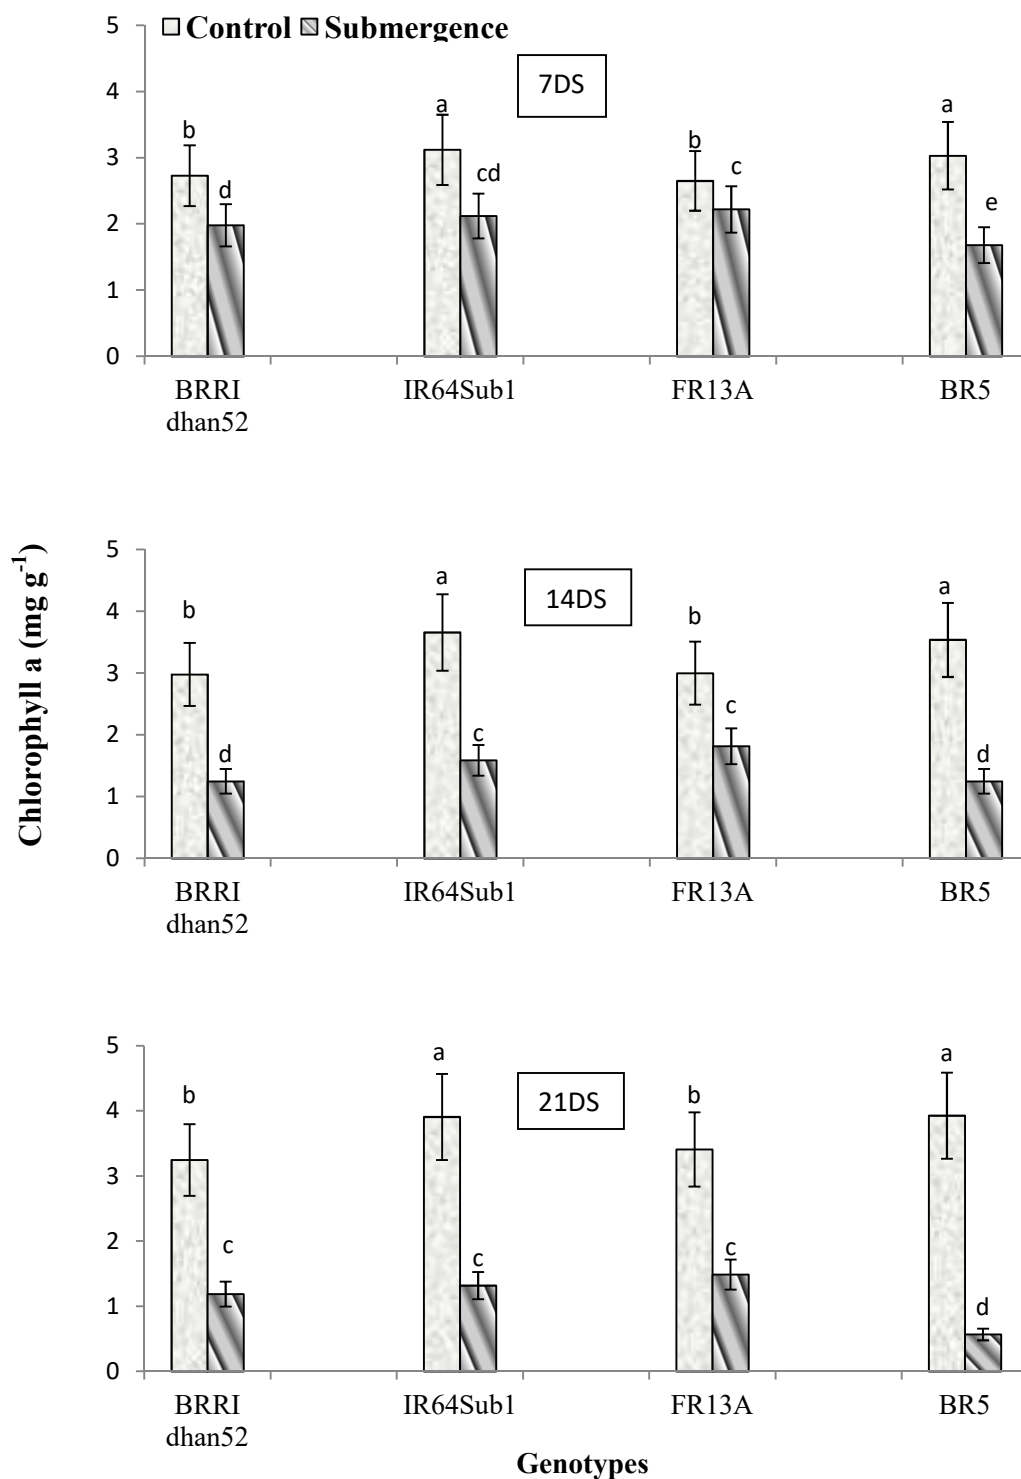 5 Control Submergence
7DS
4
3
2
1
0
b d a cd b c a e
BRRI dhan52 IR64Sub1 FR13A BR5
Chlorophyll a (mg g-1)
5
14DS
4
3
2
1
0
b d a c b c a d
BRRI dhan52 IR64Sub1 FR13A BR5
5
21DS
4
3
2
1
0
b c a c b c a d
BRRI dhan52 IR64Sub1 FR13A BR5
Genotypes